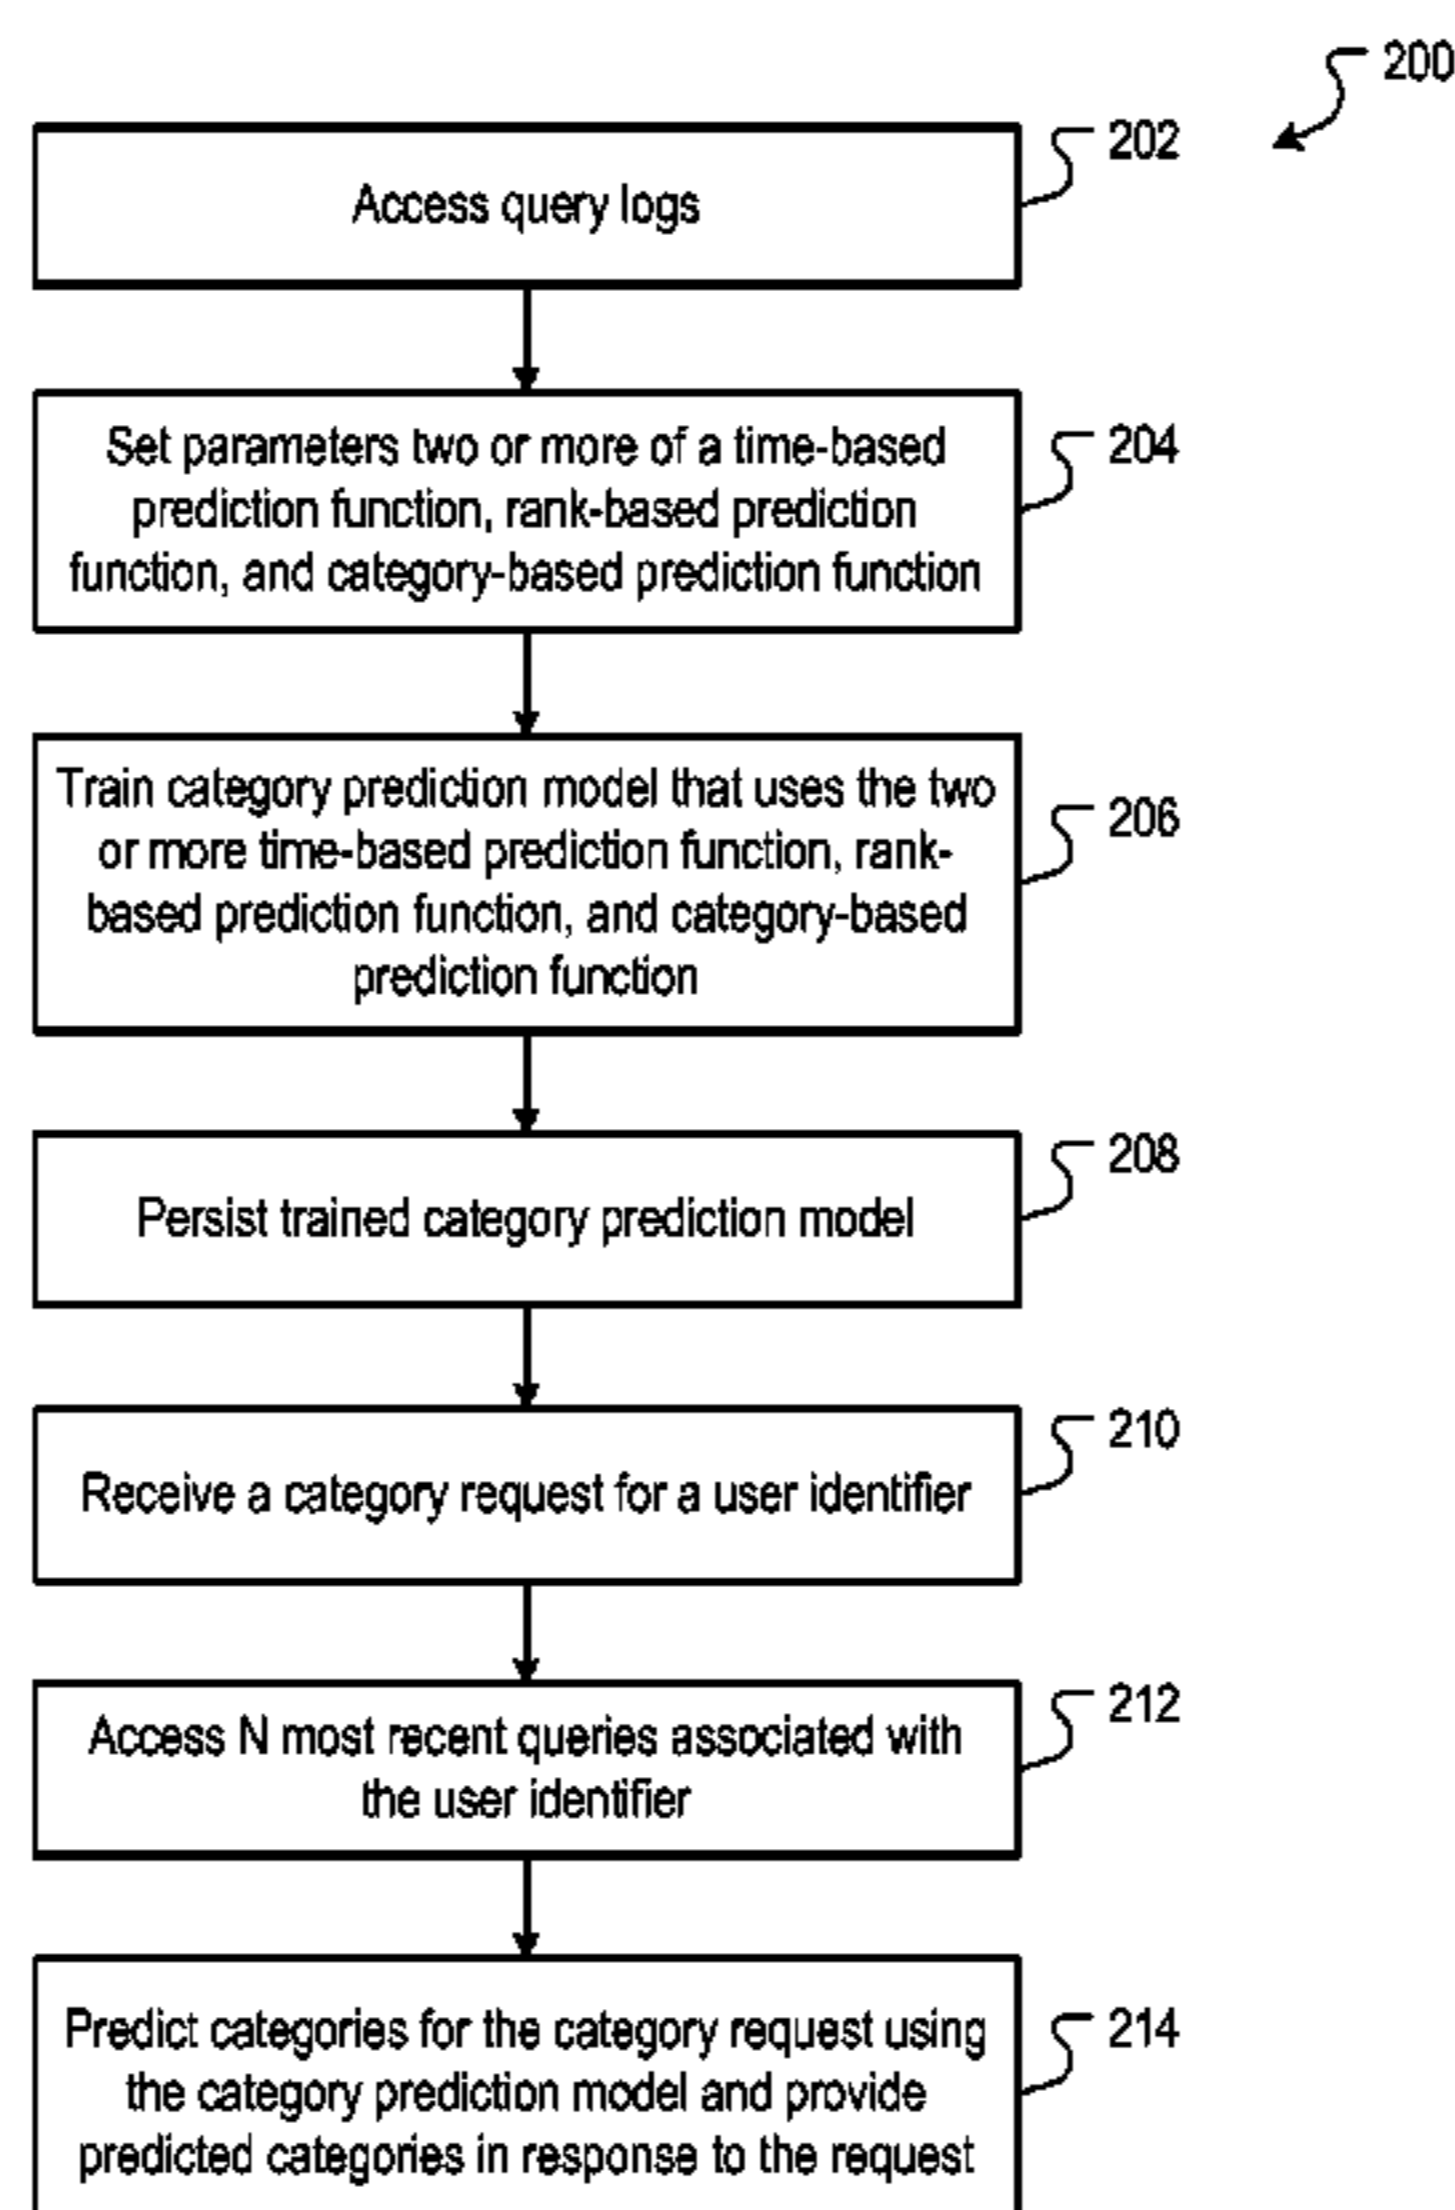 200
202
Access query logs
204
Set parameters two or more of a time-based
prediction function, rank-based prediction
function, and category-based prediction function
206
Train category prediction model that uses the two
or more time-based prediction function, rank-
based prediction function, and category-based
prediction function
208
Persist trained category prediction model
210
Receive a category request for a user identifier
212
Access N most recent queries associated with
the user identifier
214
Predict categories for the category request using
the category prediction model and provide
predicted categories in response to the request